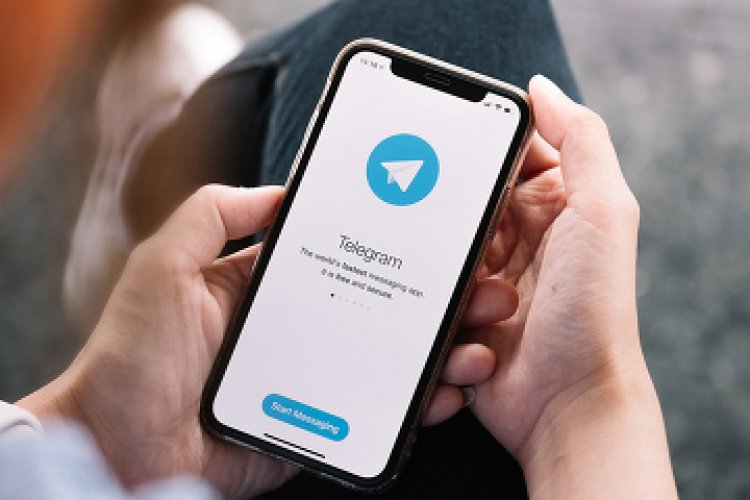 Telegram
The world's fastest messaging app.
It is free and secure.
Start Messaging